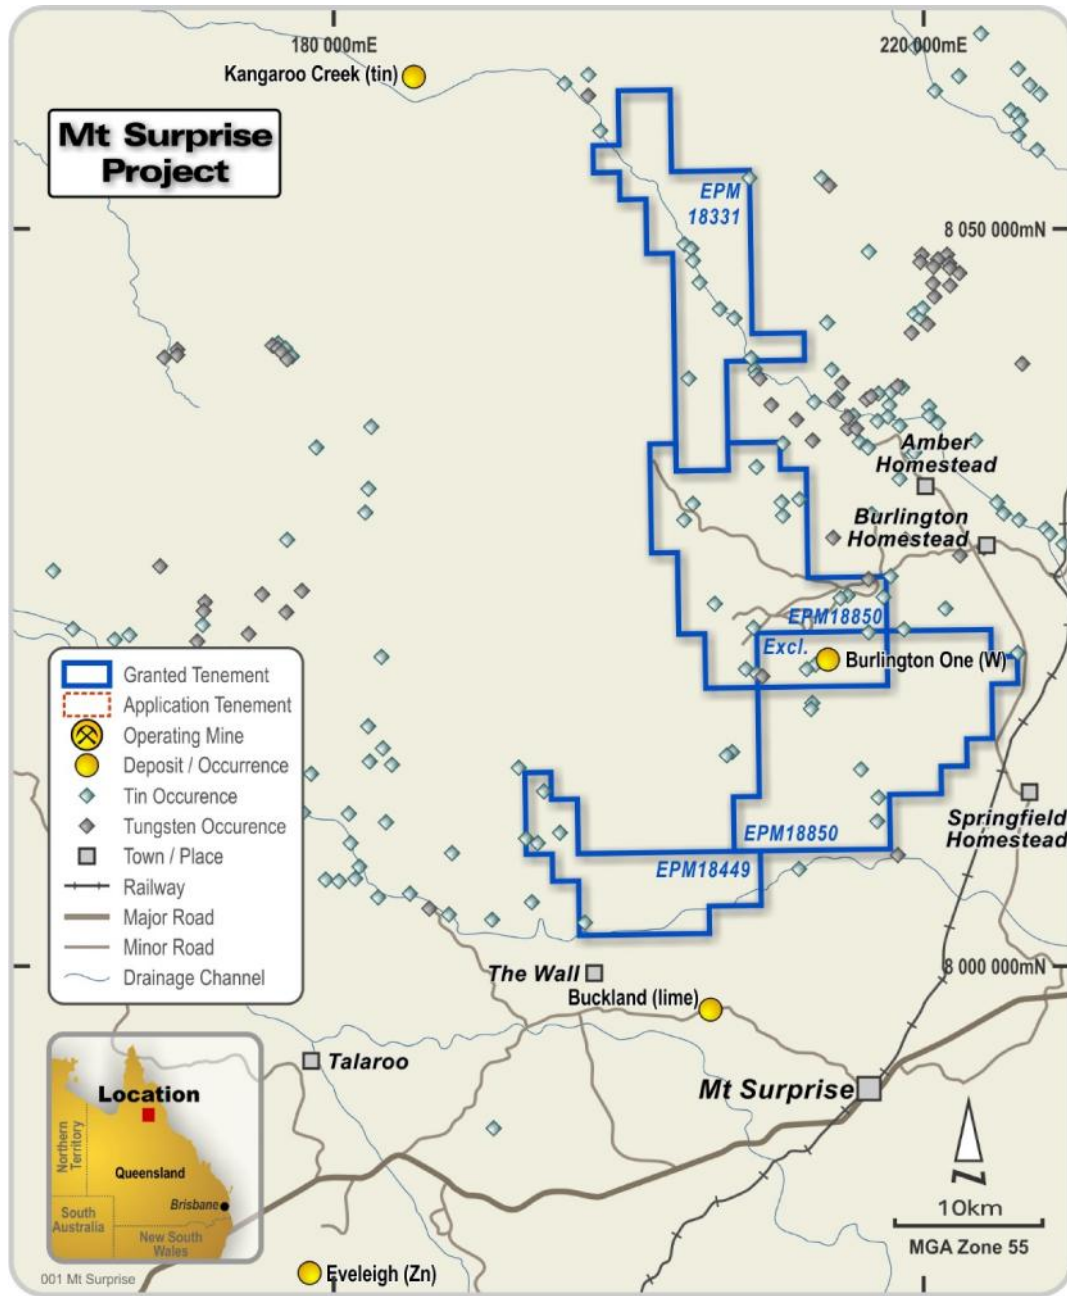 180 000mE
220 000mE
Kangaroo Creek (tin)
Mt Surprise
Project
EPM
18331
8 050 000mN
Amber
Homestead
Burlington
Homestead
EPM18850
Excl.
Burlington One (W)
Granted Tenement
Application Tenement
Operating Mine
Deposit / Occurrence
Tin Occurence
Tungsten Occurence
Town / Place
Railway
Major Road
Minor Road
Drainage Channel
Springfield
Homestead
EPM18850
EPM18449
The Wall
8 000 000mN
Buckland (lime)
Talaroo
Mt Surprise
Location
Northern
Territory
Queensland
Brisbane
South
Australia
New South
Wales
N
10km
MGA Zone 55
001 Mt Surprise
Eveleigh (Zn)